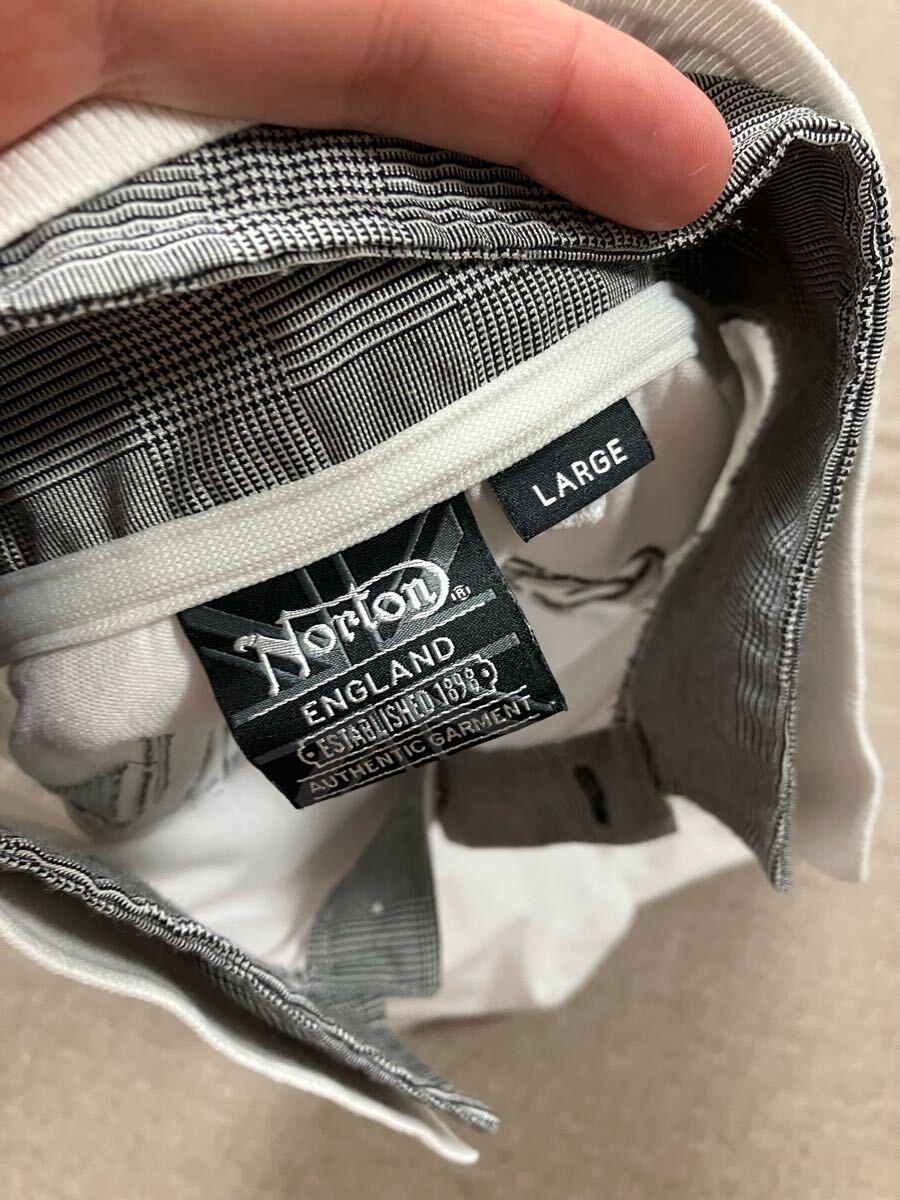 LARGE
Norton
ENGLAND
ESTABLISHED 1898
AUTHENTIC GARMENT